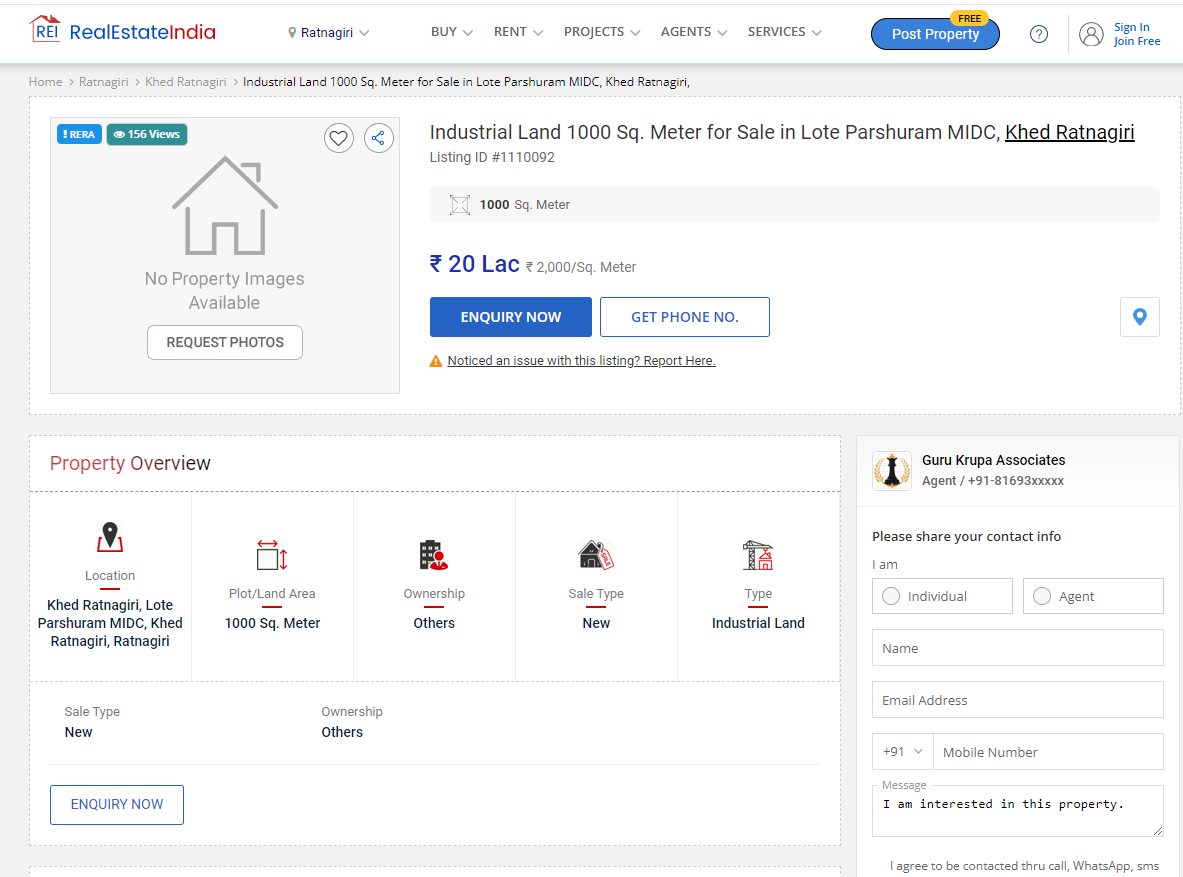 REI RealEstateIndia
Ratnagiri
BUY RENT PROJECTS AGENTS SERVICES
FREE
Post Property
?
Sign In
Join Free
Home > Ratnagiri > Khed Ratnagiri > Industrial Land 1000 Sq. Meter for Sale in Lote Parshuram MIDC, Khed Ratnagiri,
! RERA
156 Views
No Property Images
Available
REQUEST PHOTOS
Industrial Land 1000 Sq. Meter for Sale in Lote Parshuram MIDC, Khed Ratnagiri
Listing ID #1110092
1000 Sq. Meter
₹ 20 Lac ₹ 2,000/Sq. Meter
ENQUIRY NOW
GET PHONE NO.
Noticed an issue with this listing? Report Here.
Property Overview
Location
Khed Ratnagiri, Lote
Parshuram MIDC, Khed
Ratnagiri, Ratnagiri
Plot/Land Area
1000 Sq. Meter
Ownership
Others
SALE
Sale Type
New
Type
Industrial Land
Sale Type
New
Ownership
Others
ENQUIRY NOW
Guru Krupa Associates
Agent / +91-81693xxxxx
Please share your contact info
I am
Individual
Agent
Name
Email Address
+91
Mobile Number
Message
I am interested in this property.
I agree to be contacted thru call, WhatsApp, sms